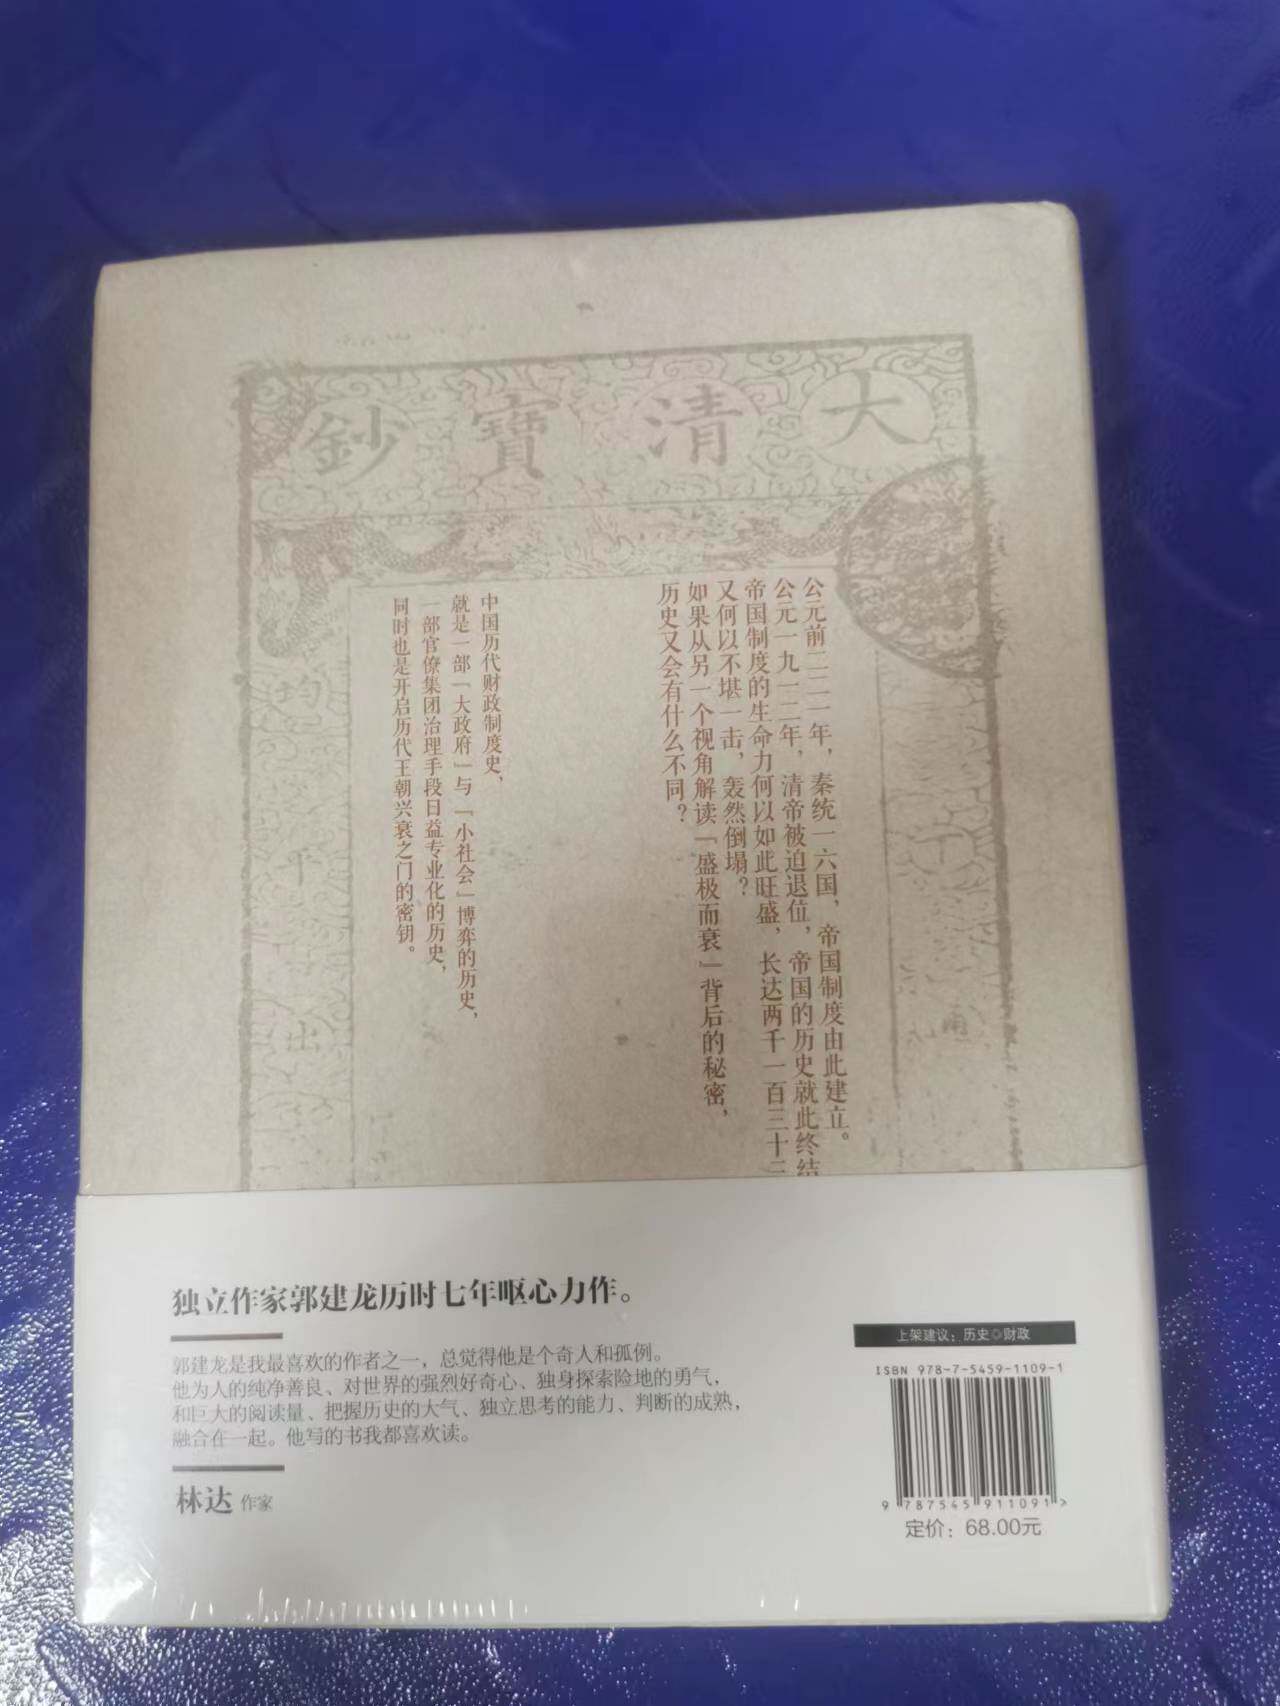 大清寶鈔
均平出
公元前二二一年，秦统一六国，帝国制度由此建立。
公元一九一二年，清帝被迫退位，帝国的历史就此终结
帝国制度的生命力何以如此旺盛，长达两千一百三十二
又何以不堪一击，轰然倒塌？
如果从另一个视角解读「盛极而衰」背后的秘密，
历史又会有什么不同？
中国历代财政制度史，
就是一部「大政府」与「小社会」博弈的历史，
一部官僚集团治理手段日益专业化的历史，
同时也是开启历代王朝兴衰之门的密钥。
独立作家郭建龙历时七年呕心力作。
郭建龙是我最喜欢的作者之一，总觉得他是个奇人和孤例。
他为人的纯净善良、对世界的强烈好奇心、独身探索险地的勇气，
和巨大的阅读量、把握历史的大气、独立思考的能力、判断的成熟，
融合在一起。他写的书我都喜欢读。
林达 作家
上架建议：历史◎财政
ISBN 978-7-5459-1109-1
9 787545 911091 >
定价：68.00元